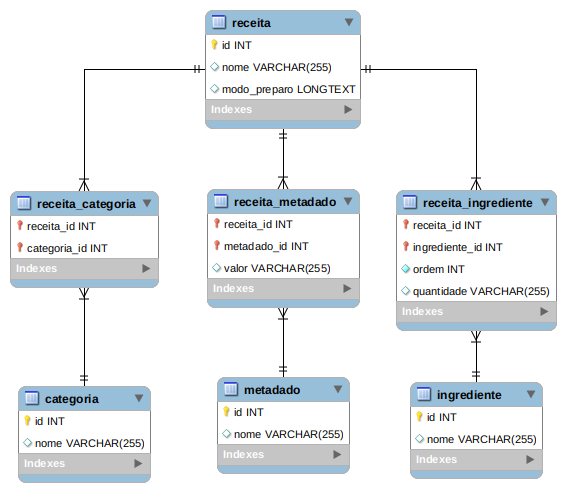 receita
id INT
nome VARCHAR(255)
modo_preparo LONGTEXT
Indexes
receita_categoria
receita_id INT
categoria_id INT
Indexes
receita_metadado
receita_id INT
metadado_id INT
valor VARCHAR(255)
Indexes
receita_ingrediente
receita_id INT
ingrediente_id INT
ordem INT
quantidade VARCHAR(255)
Indexes
categoria
id INT
nome VARCHAR(255)
Indexes
metadado
id INT
nome VARCHAR(255)
Indexes
ingrediente
id INT
nome VARCHAR(255)
Indexes